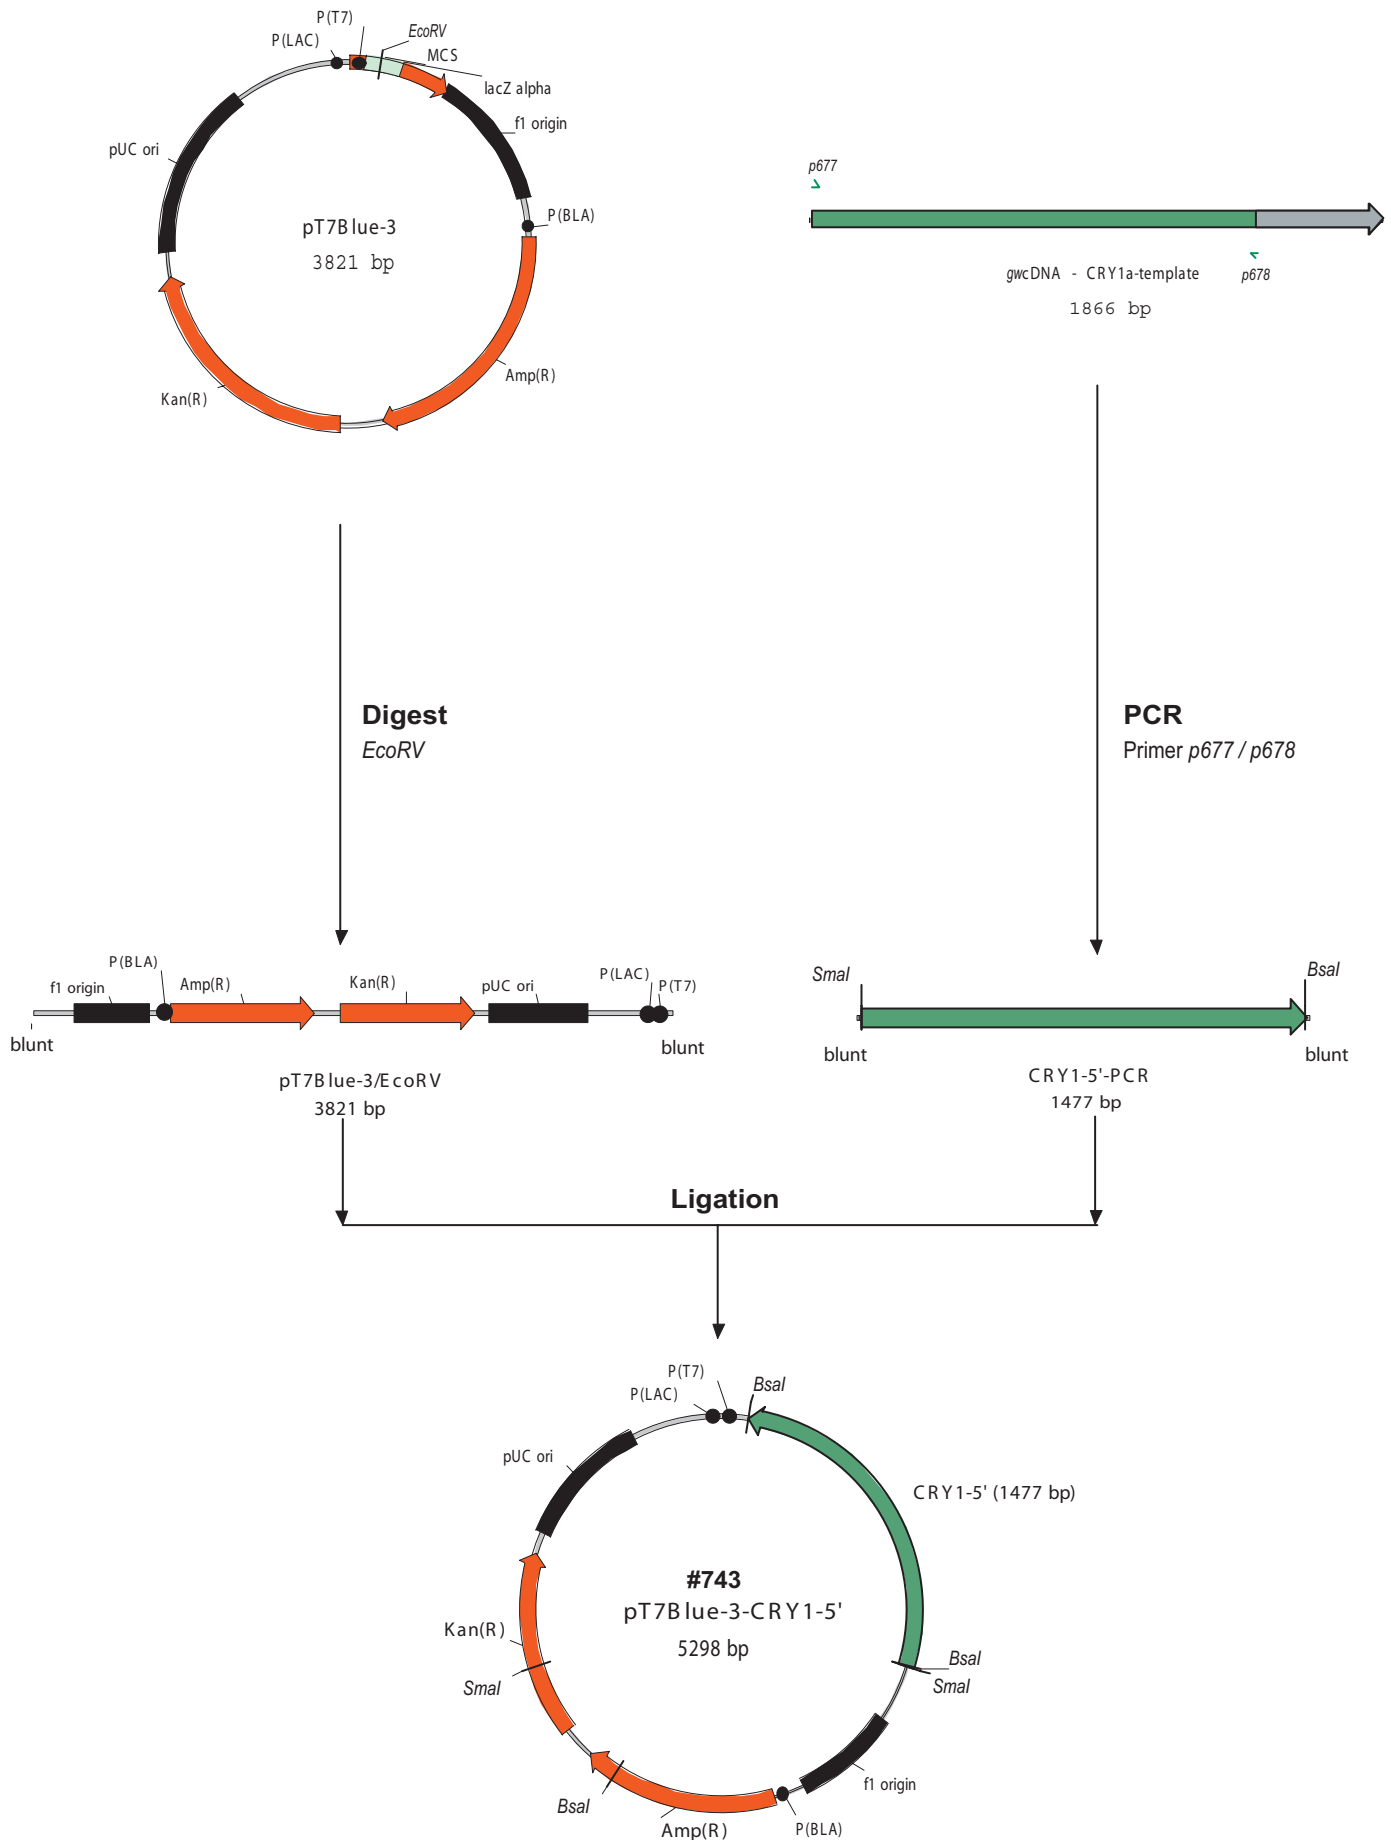 P(T7)
EcoRV
P(LAC)
MCS
lacZ alpha
f1 origin
pUC ori
P(BLA)
pT7Blue-3
3821 bp
Amp(R)
Kan(R)
p677
gwcDNA - CRY1a-template
p678
1866 bp
Digest
EcoRV
PCR
Primer p677 / p678
P(BLA)
f1 origin
Amp(R)
Kan(R)
pUC ori
P(LAC)
P(T7)
blunt
blunt
pT7Blue-3/EcoRV
3821 bp
SmaI
BsaI
blunt
blunt
CRY1-5'-PCR
1477 bp
Ligation
P(T7)
BsaI
P(LAC)
pUC ori
CRY1-5' (1477 bp)
#743
pT7Blue-3-CRY1-5'
5298 bp
Kan(R)
SmaI
BsaI
SmaI
f1 origin
BsaI
Amp(R)
P(BLA)